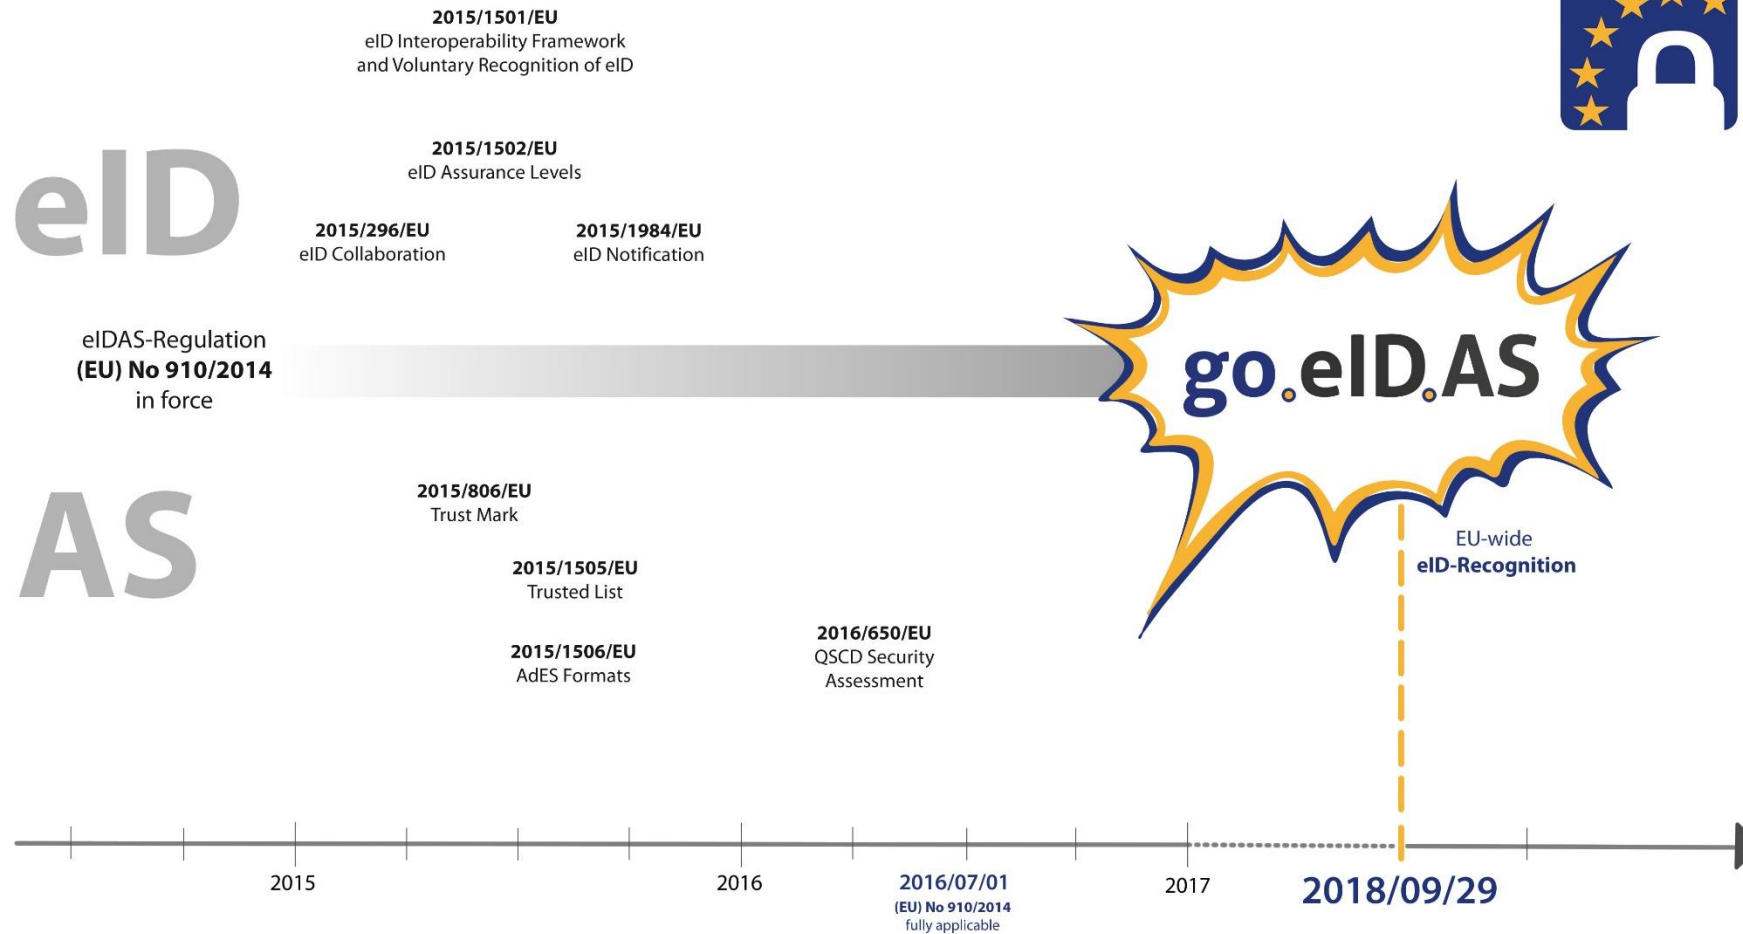 2015/1501/EU
eID Interoperability Framework
and Voluntary Recognition of eID
eID
2015/1502/EU
eID Assurance Levels
2015/296/EU
eID Collaboration
2015/1984/EU
eID Notification
eIDAS-Regulation
(EU) No 910/2014
in force
go.eID.AS
AS
2015/806/EU
Trust Mark
2015/1505/EU
Trusted List
2015/1506/EU
AdES Formats
2016/650/EU
QSCD Security
Assessment
EU-wide
eID-Recognition
2015
2016
2016/07/01
(EU) No 910/2014
fully applicable
2017
2018/09/29